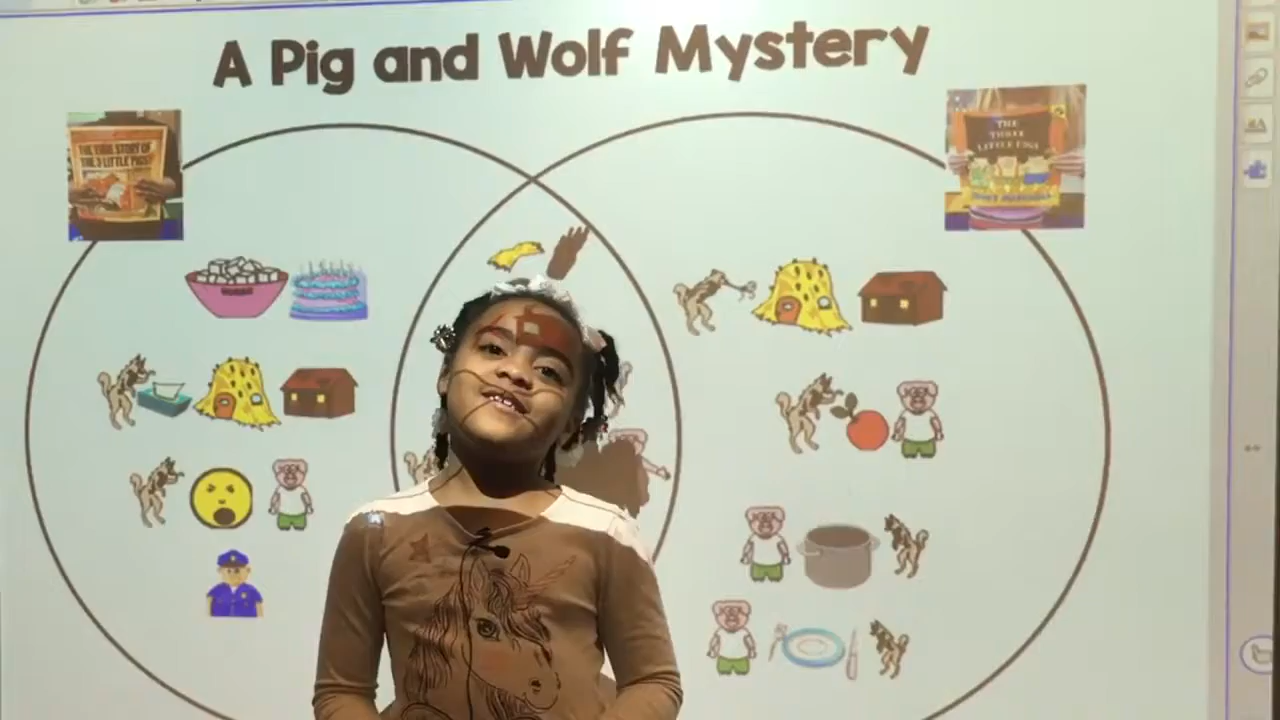 A Pig and Wolf Mystery
THE TRUE STORY OF
THE 3 LITTLE PIGS!
THE
THREE
LITTLE PIGS